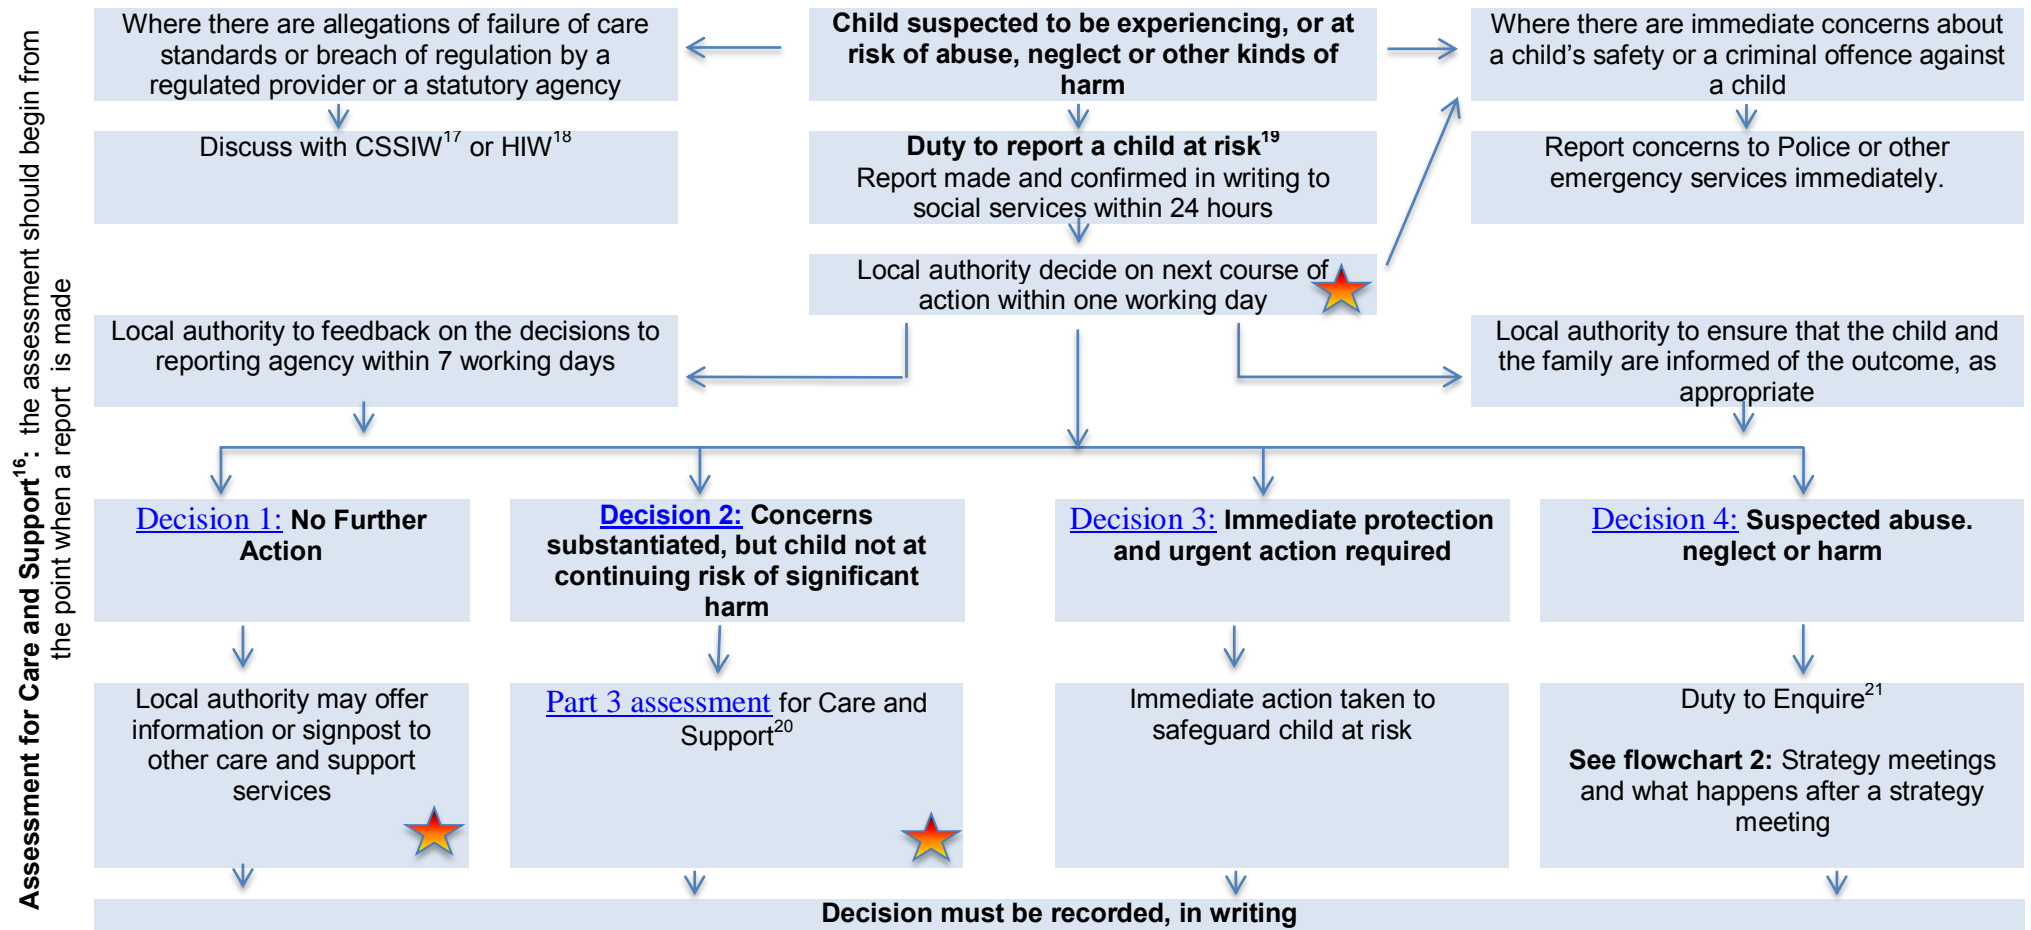 Assessment for Care and Support16: the assessment should begin from
the point when a report is made
Where there are allegations of failure of care
standards or breach of regulation by a
regulated provider or a statutory agency
Child suspected to be experiencing, or at
risk of abuse, neglect or other kinds of
harm
Where there are immediate concerns about
a child’s safety or a criminal offence against
a child
Discuss with CSSIW17 or HIW18
Duty to report a child at risk19
Report made and confirmed in writing to
social services within 24 hours
Report concerns to Police or other
emergency services immediately.
Local authority decide on next course of
action within one working day
Local authority to feedback on the decisions to
reporting agency within 7 working days
Local authority to ensure that the child and
the family are informed of the outcome, as
appropriate
Decision 1: No Further
Action
Decision 2: Concerns
substantiated, but child not at
continuing risk of significant
harm
Decision 3: Immediate protection
and urgent action required
Decision 4: Suspected abuse.
neglect or harm
Local authority may offer
information or signpost to
other care and support
services
Part 3 assessment for Care and
Support20
Immediate action taken to
safeguard child at risk
Duty to Enquire21
See flowchart 2: Strategy meetings
and what happens after a strategy
meeting
Decision must be recorded, in writing